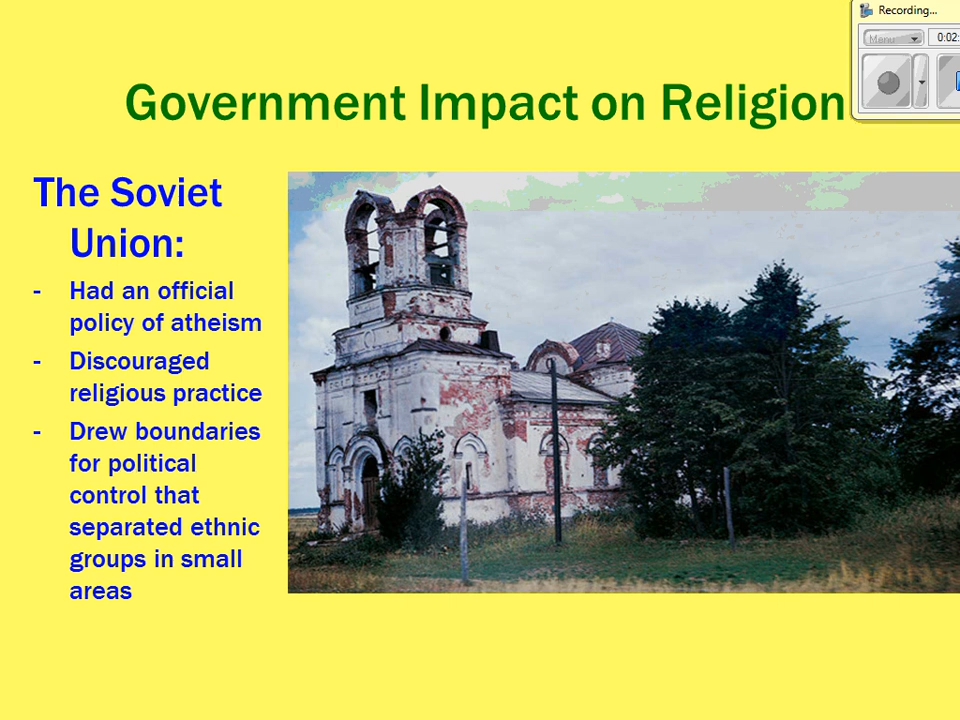 Recording...
Menu
0:02:
Government Impact on Religion
The Soviet
Union:
- Had an official
policy of atheism
- Discouraged
religious practice
- Drew boundaries
for political
control that
separated ethnic
groups in small
areas